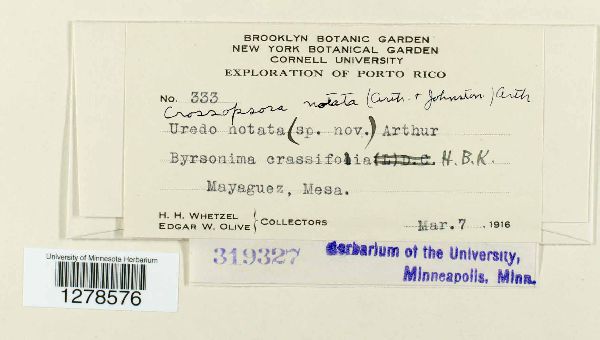 BROOKLYN BOTANIC GARDEN
NEW YORK BOTANICAL GARDEN
CORNELL UNIVERSITY
EXPLORATION OF PORTO RICO
No. 333
Crossopsora notata (Arth. & Johnston) Arth
Uredo notata (sp. nov.) Arthur
Byrsonima crassifolia (L)D.C. H.B.K.
Mayaguez, Mesa.
H. H. WHETZEL
EDGAR W. OLIVE } COLLECTORS
Mar. 7 , 1916
University of Minnesota Herbarium
1278576
319327
Herbarium of the University,
Minneapolis, Minn.